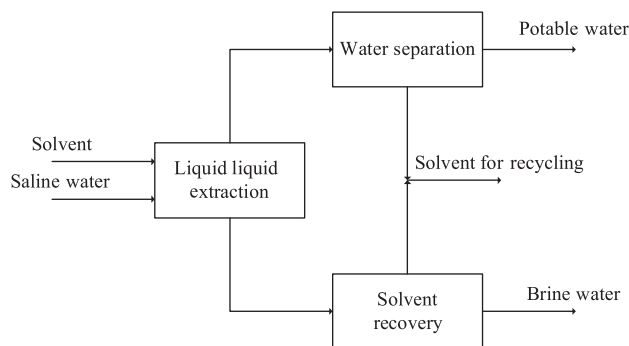 Water separation
Potable water
Solvent
Saline water
Liquid liquid
extraction
Solvent for recycling
Solvent
recovery
Brine water